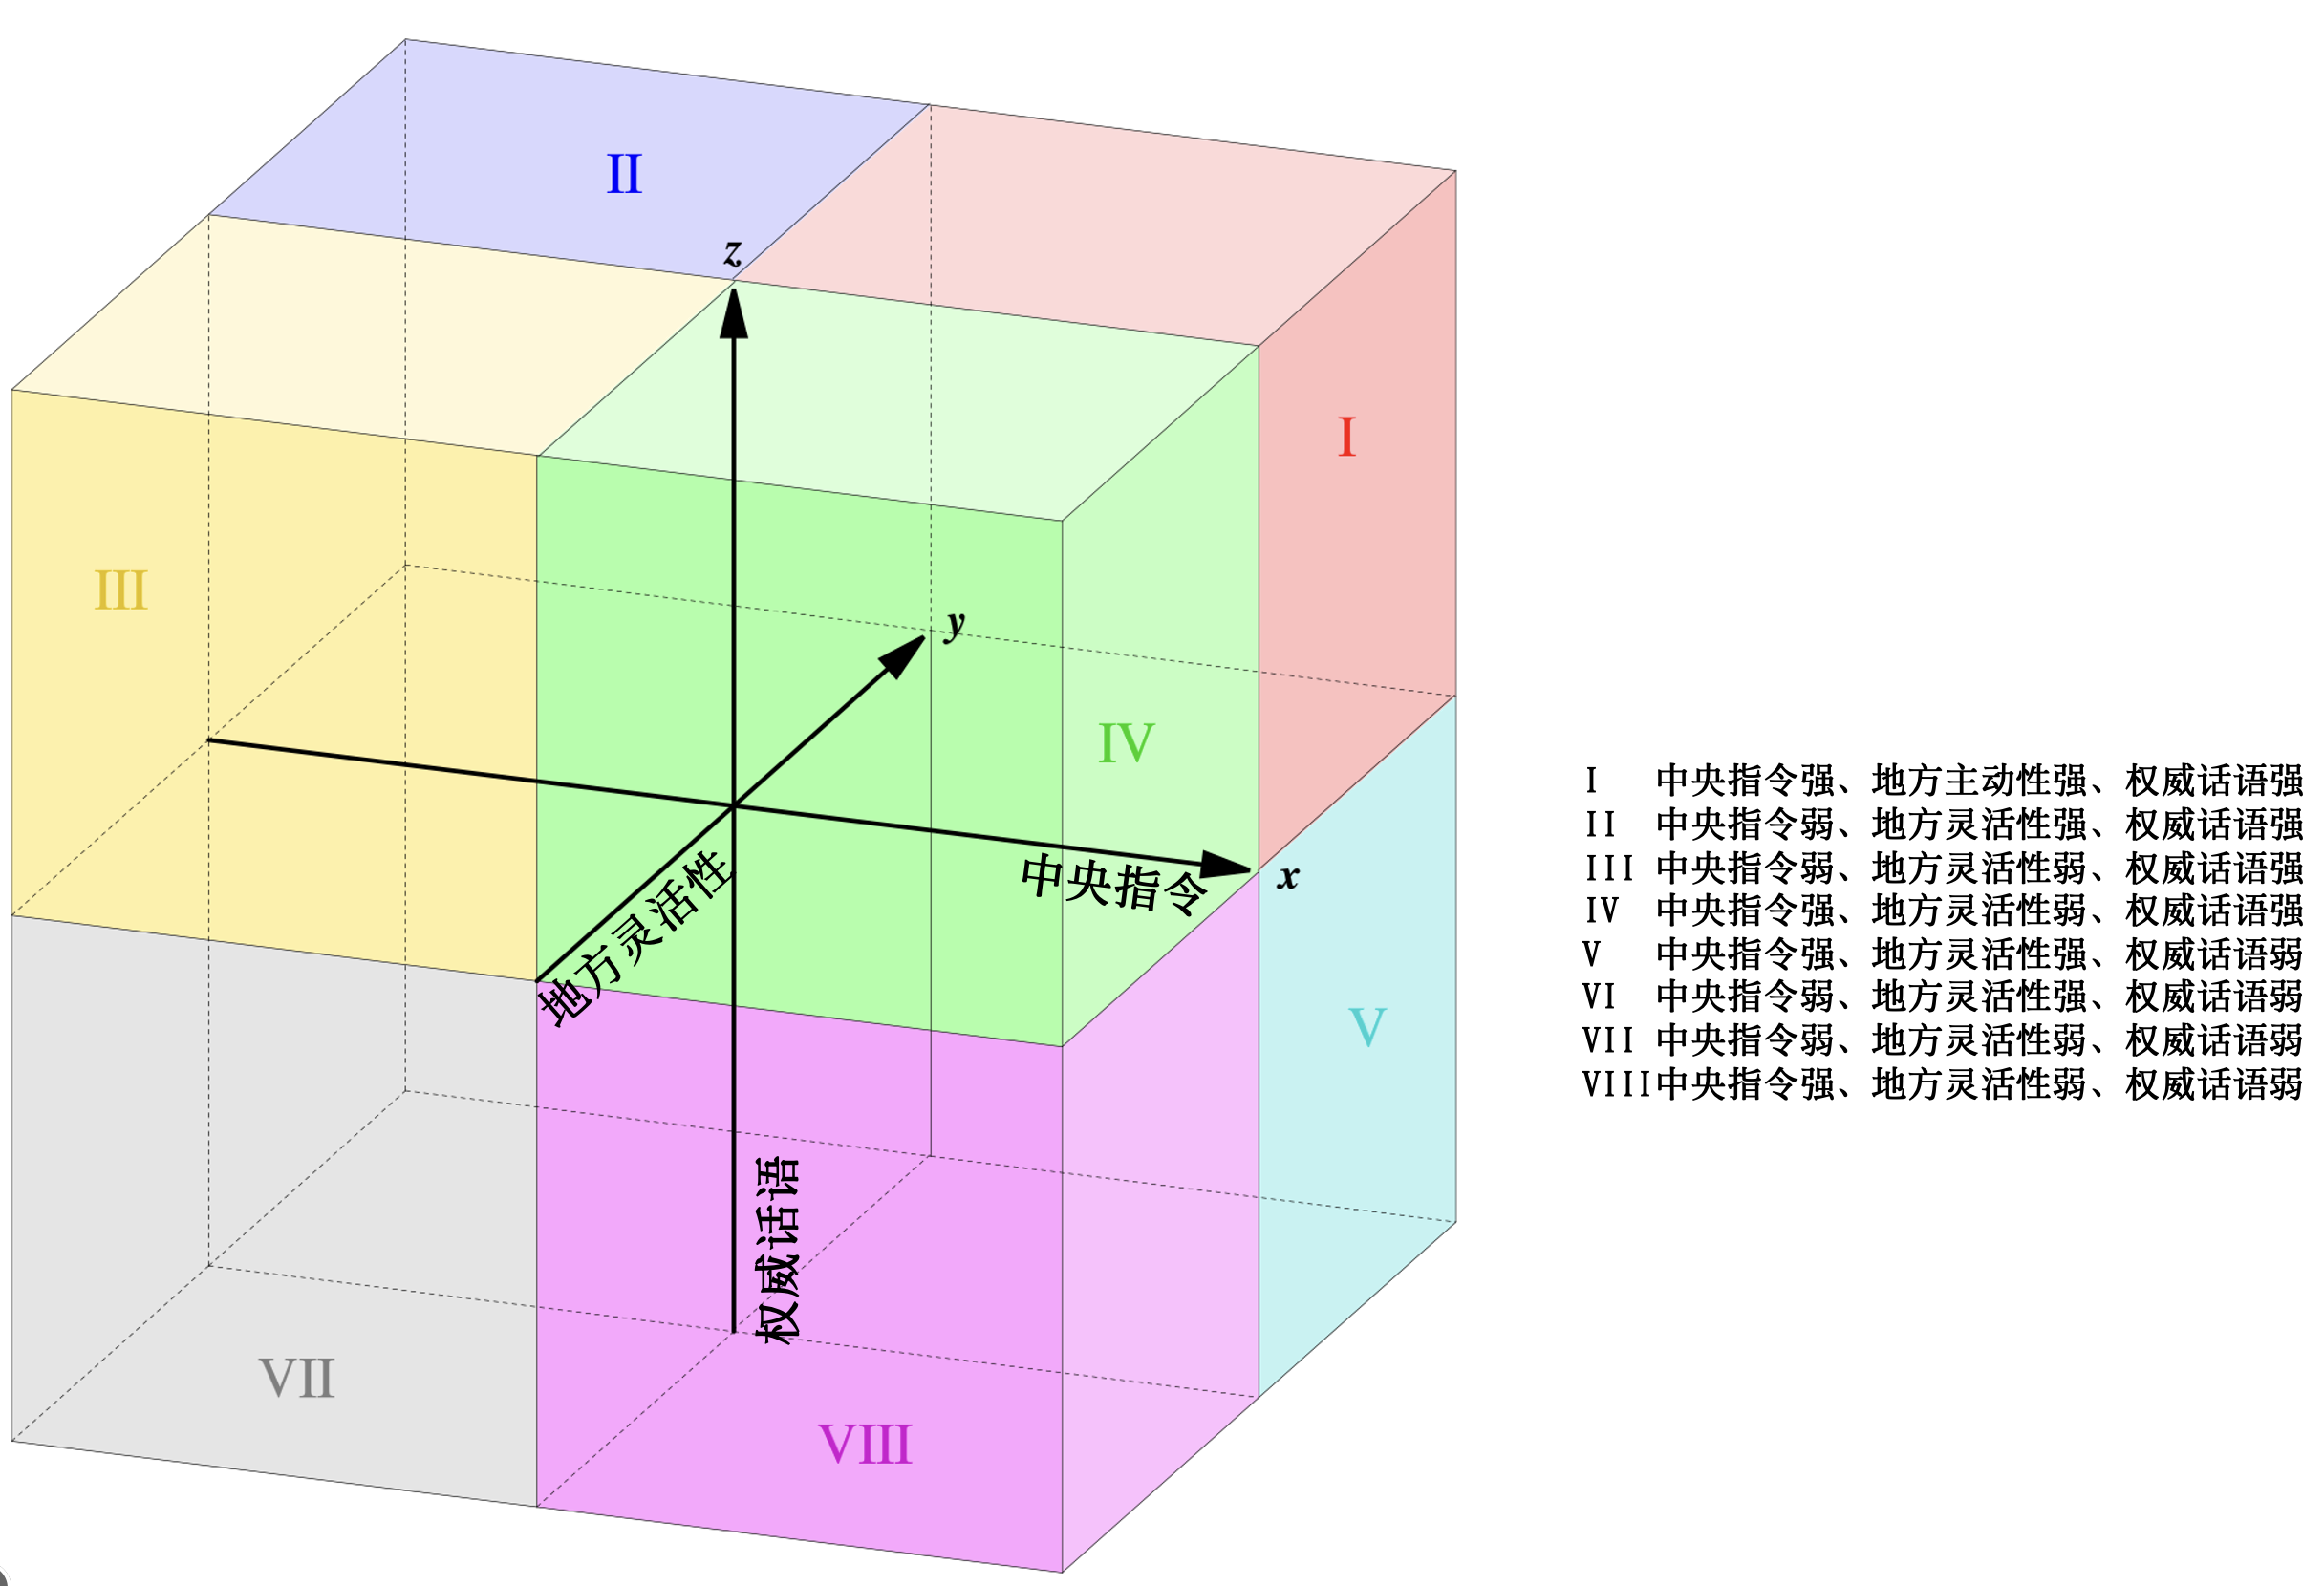 II
z
I
III
y
IV
中央指令
x
地方灵活性
V
权威话语
VII
VIII
I 中央指令强、地方主动性强、权威话语强
II 中央指令弱、地方灵活性强、权威话语强
III 中央指令弱、地方灵活性弱、权威话语强
IV 中央指令强、地方灵活性弱、权威话语强
V 中央指令强、地方灵活性强、权威话语弱
VI 中央指令弱、地方灵活性强、权威话语弱
VII 中央指令弱、地方灵活性弱、权威话语弱
VIII中央指令强、地方灵活性弱、权威话语弱